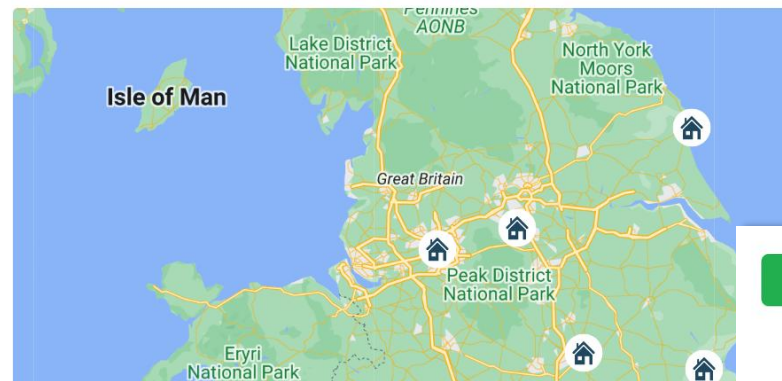 Pennines
AONB
Lake District
National Park
North York
Moors
National Park
Isle of Man
Great Britain
Peak District
National Park
Eryri
National Park